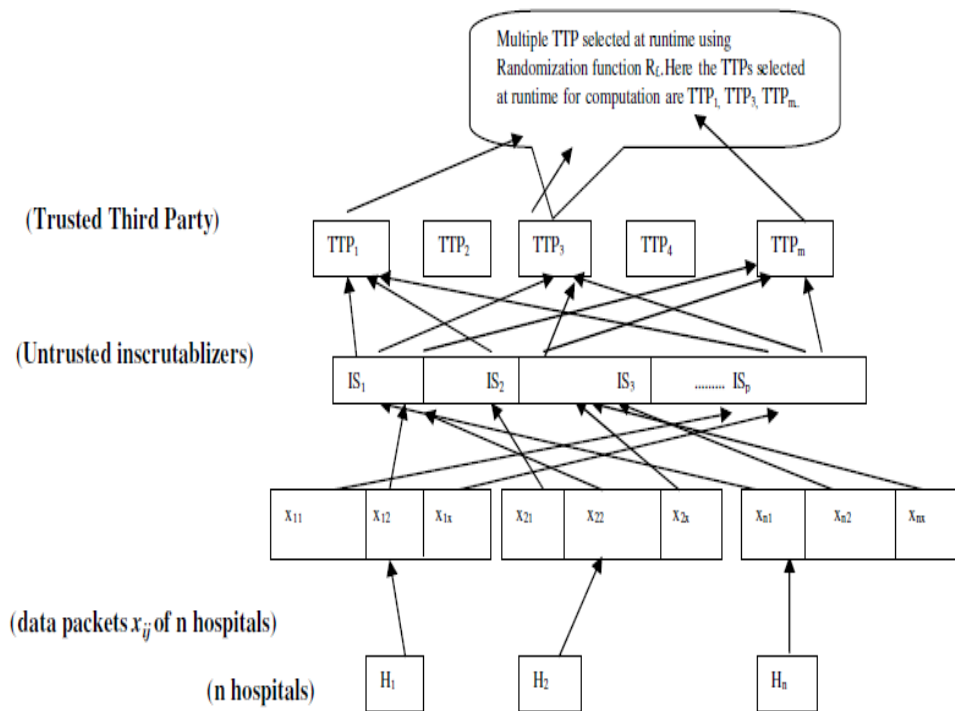 Multiple TTP selected at runtime using
Randomization function Rf. Here the TTPs selected
at runtime for computation are TTP1, TTP3, TTPm..
(Trusted Third Party)
TTP1 TTP2 TTP3 TTP4 TTPm
(Untrusted inscrutablizers)
IS1 IS2 IS3 ......... ISp
x11 x12 x1x x21 x22 x2x xn1 xn2 xnx
(data packets xij of n hospitals)
(n hospitals)
H1 H2 Hn